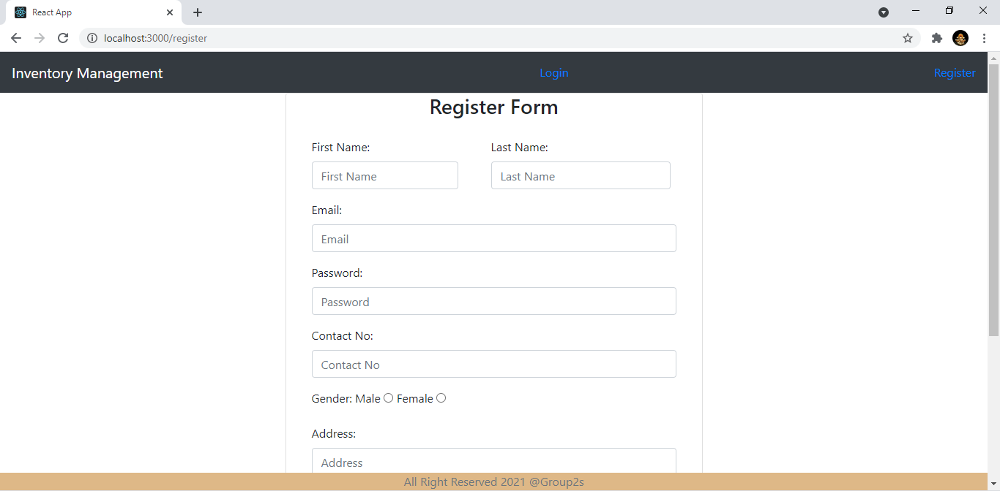 React App
localhost:3000/register
Inventory Management Login Register
Register Form
First Name: Last Name:
First Name Last Name
Email:
Email
Password:
Password
Contact No:
Contact No
Gender: Male Female
Address:
Address
All Right Reserved 2021 @Group2s